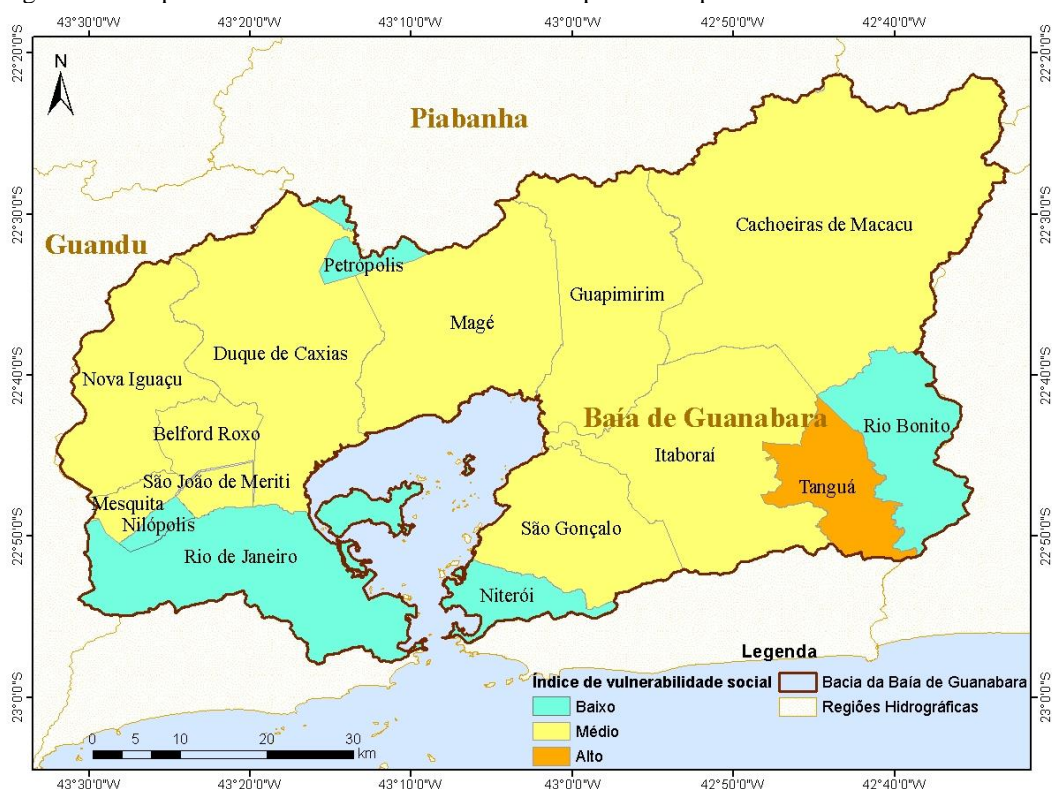 43°30'0"W 43°20'0"W 43°10'0"W 43°0'0"W 42°50'0"W 42°40'0"W
22°20'0"S 22°20'0"S
N
Piabanha
Guandu
22°30'0"S 22°30'0"S
Cachoeiras de Macacu
Petrópolis
Guapimirim
Magé
Duque de Caxias
Nova Iguaçu
22°40'0"S 22°40'0"S
Baía de Guanabara
Rio Bonito
Belford Roxo
Itaboraí
São João de Meriti
Tanguá
Mesquita
Nilópolis
São Gonçalo
22°50'0"S 22°50'0"S
Rio de Janeiro
Niterói
Legenda
Índice de vulnerabilidade social
Baixo
Médio
Alto
Bacia da Baía de Guanabara
Regiões Hidrográficas
23°0'0"S 23°0'0"S
0 5 10 20 30
km
43°30'0"W 43°20'0"W 43°10'0"W 43°0'0"W 42°50'0"W 42°40'0"W